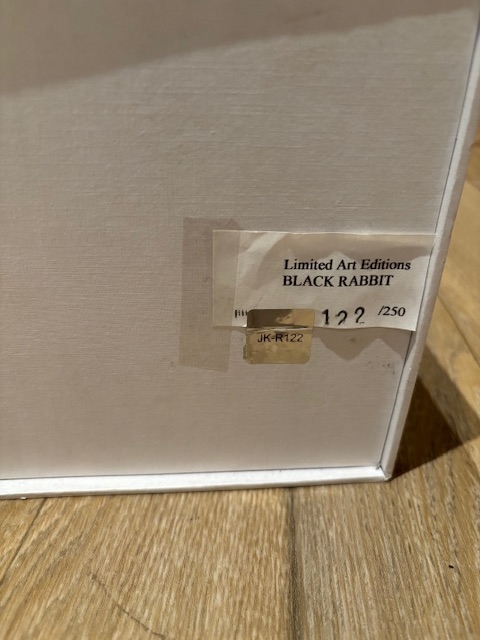 Limited Art Editions
BLACK RABBIT
122 /250
JK-R122